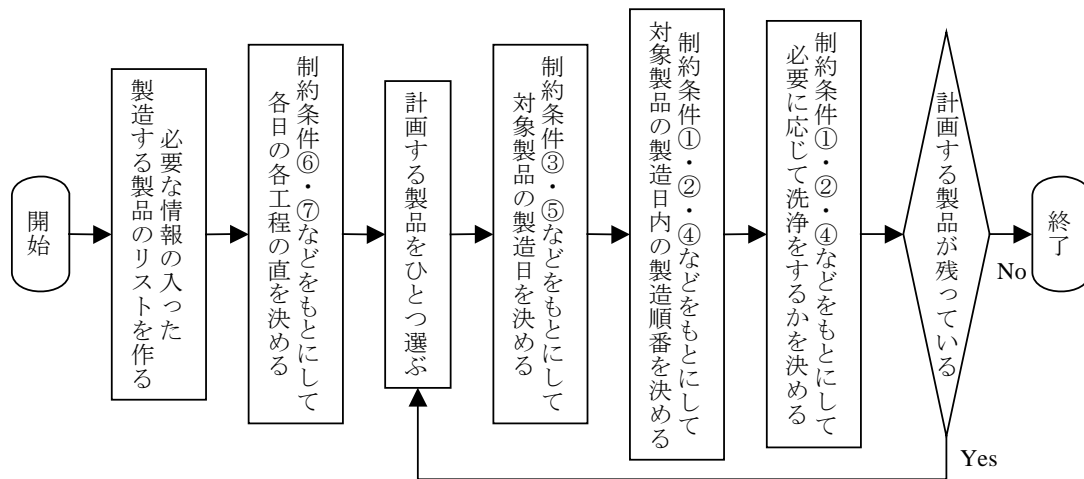 開始
必要な情報の入った
製造する製品のリストを作る
制約条件⑥・⑦などをもとにして
各日の各工程の直を決める
計画する製品をひとつ選ぶ
制約条件③・⑤などをもとにして
対象製品の製造日を決める
制約条件①・②・④などをもとにして
対象製品の製造日内の製造順番を決める
制約条件①・②・④などをもとにして
必要に応じて洗浄をするかを決める
計画する製品が残っている
No
終了
Yes